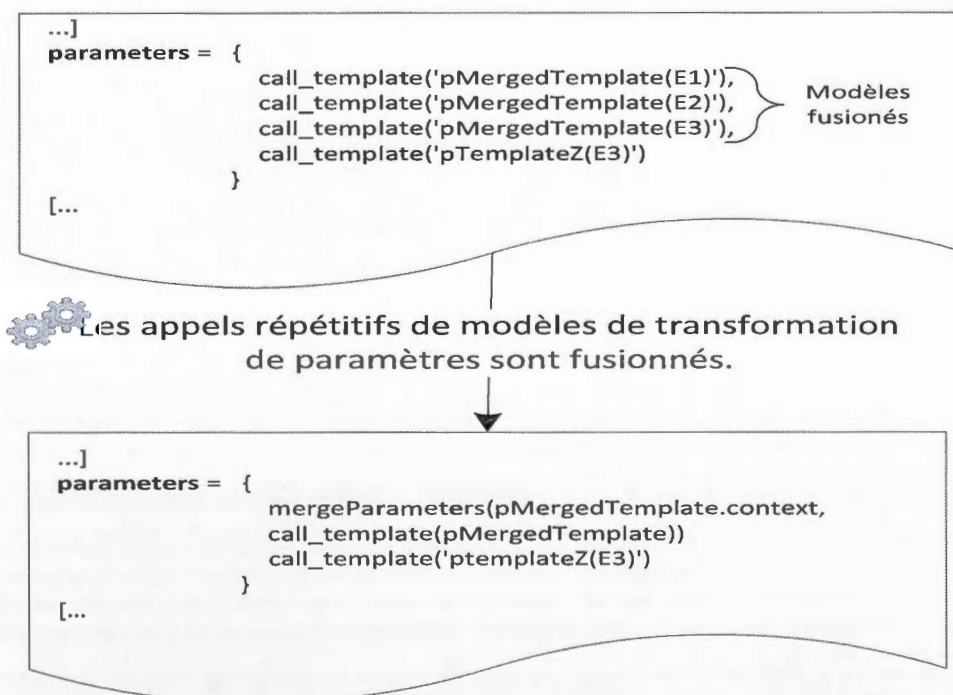 ...]
parameters = {
call_template('pMergedTemplate(E1)'),
call_template('pMergedTemplate(E2)'),
call_template('pMergedTemplate(E3)'),
call_template('pTemplateZ(E3)')
}
[...
Modèles
fusionés
Les appels répétitifs de modèles de transformation
de paramètres sont fusionnés.
...]
parameters = {
mergeParameters(pMergedTemplate.context,
call_template(pMergedTemplate))
call_template('ptemplateZ(E3)')
}
[...